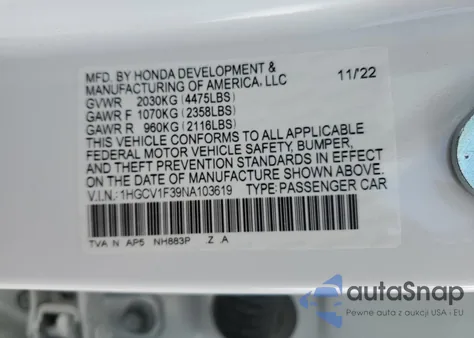 MFD. BY HONDA DEVELOPMENT & 11/22
MANUFACTURING OF AMERICA, LLC
GVWR 2030KG (4475LBS)
GAWR F 1070KG (2358LBS)
GAWR R 960KG (2116LBS)
THIS VEHICLE CONFORMS TO ALL APPLICABLE
FEDERAL MOTOR VEHICLE SAFETY, BUMPER,
AND THEFT PREVENTION STANDARDS IN EFFECT
ON THE DATE OF MANUFACTURE SHOWN ABOVE.
V.I.N.: 1HGCV1F39NA103619 TYPE: PASSENGER CAR
TVA N AP5 NH883P .Z .A
autoSnap
Pewne auto z aukcji USA i EU